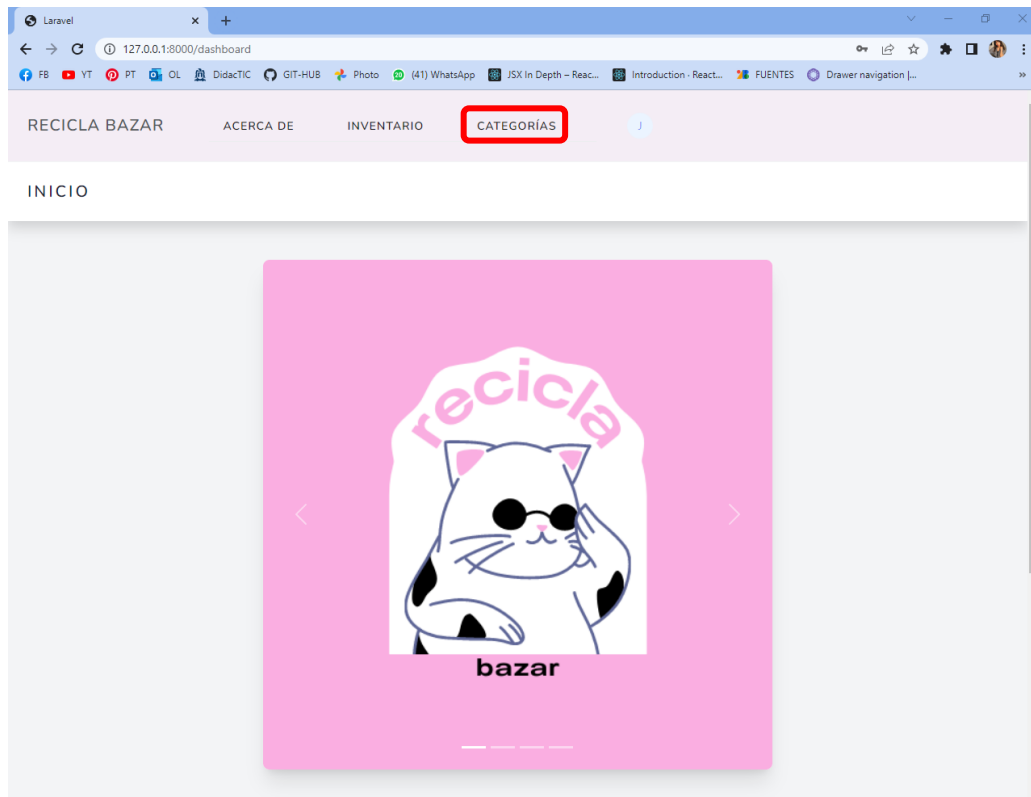 Laravel
127.0.0.1:8000/dashboard
FB YT PT OL DidacTIC GIT-HUB Photo (41) WhatsApp JSX In Depth – Reac... Introduction · React... FUENTES Drawer navigation |... »
RECICLA BAZAR ACERCA DE INVENTARIO CATEGORÍAS J
INICIO
recicla
bazar